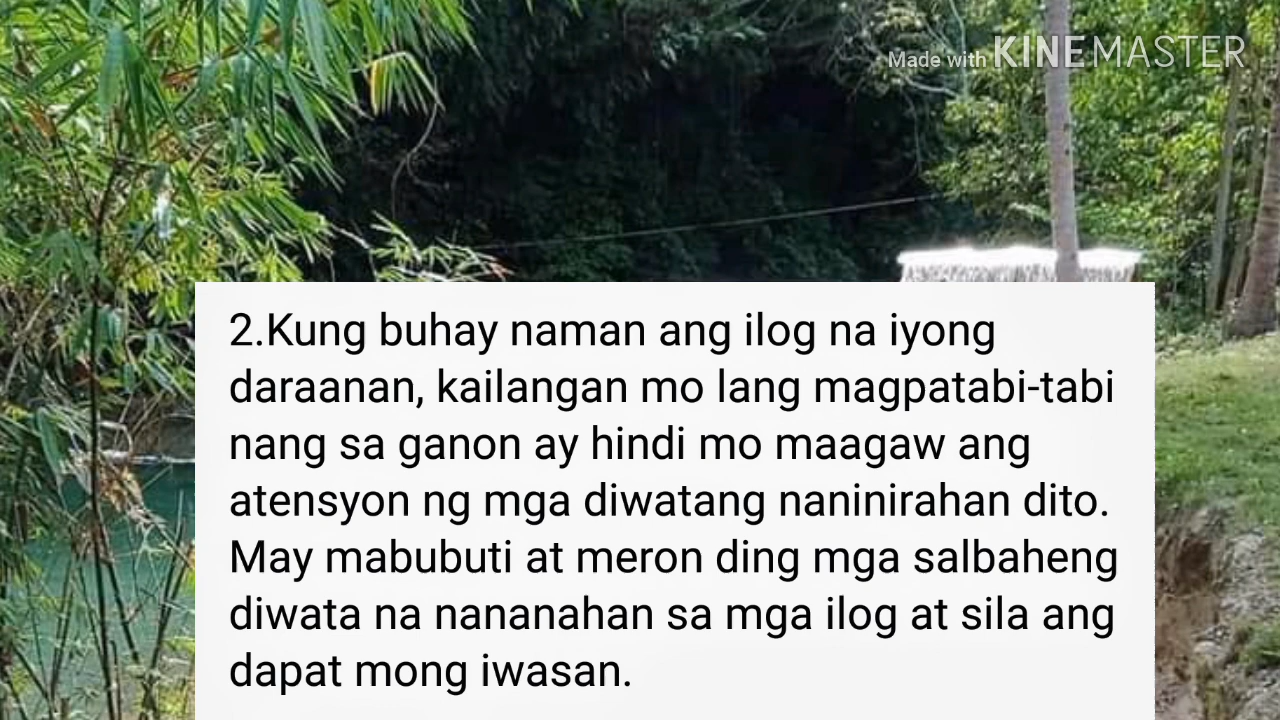 Made with KINEMASTER
2.Kung buhay naman ang ilog na iyong
daraanan, kailangan mo lang magpatabi-tabi
nang sa ganon ay hindi mo maagaw ang
atensyon ng mga diwatang naninirahan dito.
May mabubuti at meron ding mga salbaheng
diwata na nananahan sa mga ilog at sila ang
dapat mong iwasan.